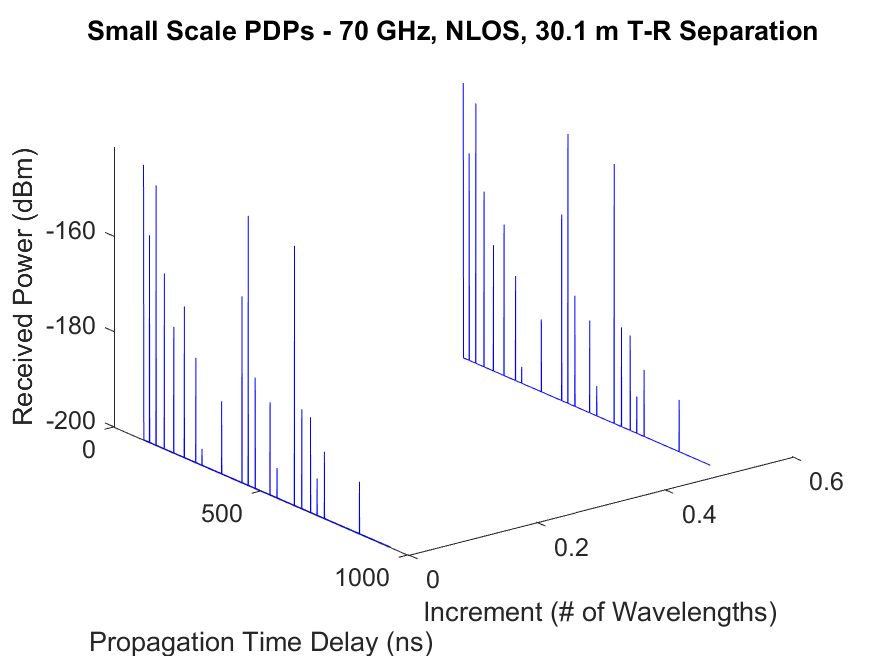 Small Scale PDPs - 70 GHz, NLOS, 30.1 m T-R Separation
Received Power (dBm)
-160
-180
-200
0
500
1000
Propagation Time Delay (ns)
0
0.2
0.4
0.6
Increment (# of Wavelengths)